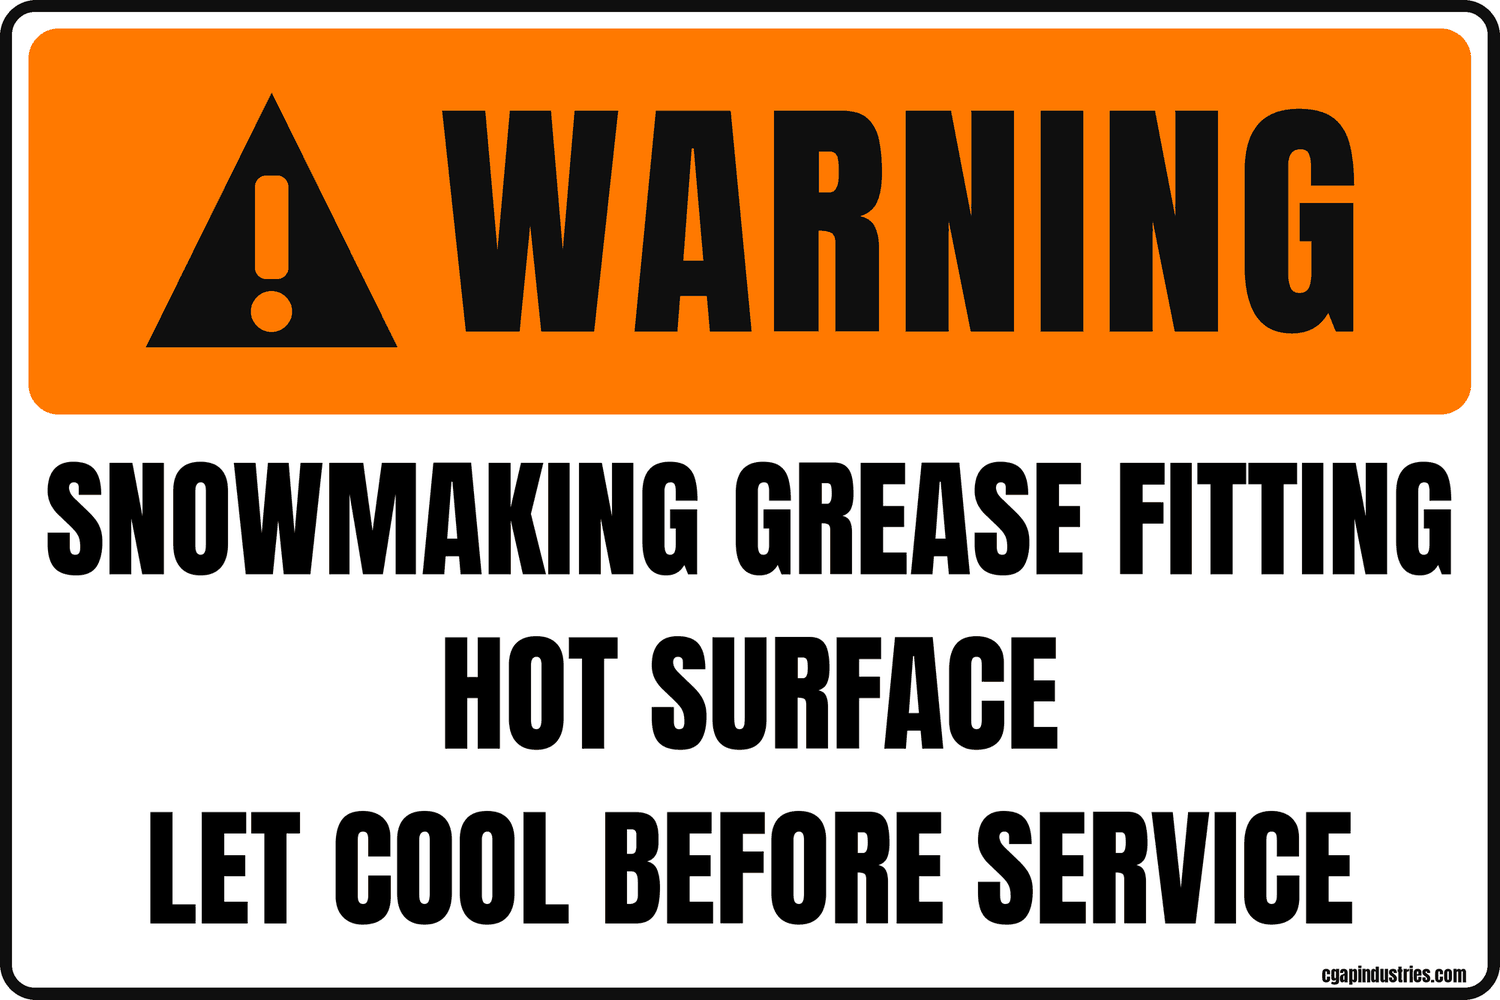 WARNING
SNOWMAKING GREASE FITTING
HOT SURFACE
LET COOL BEFORE SERVICE
cgapindustries.com